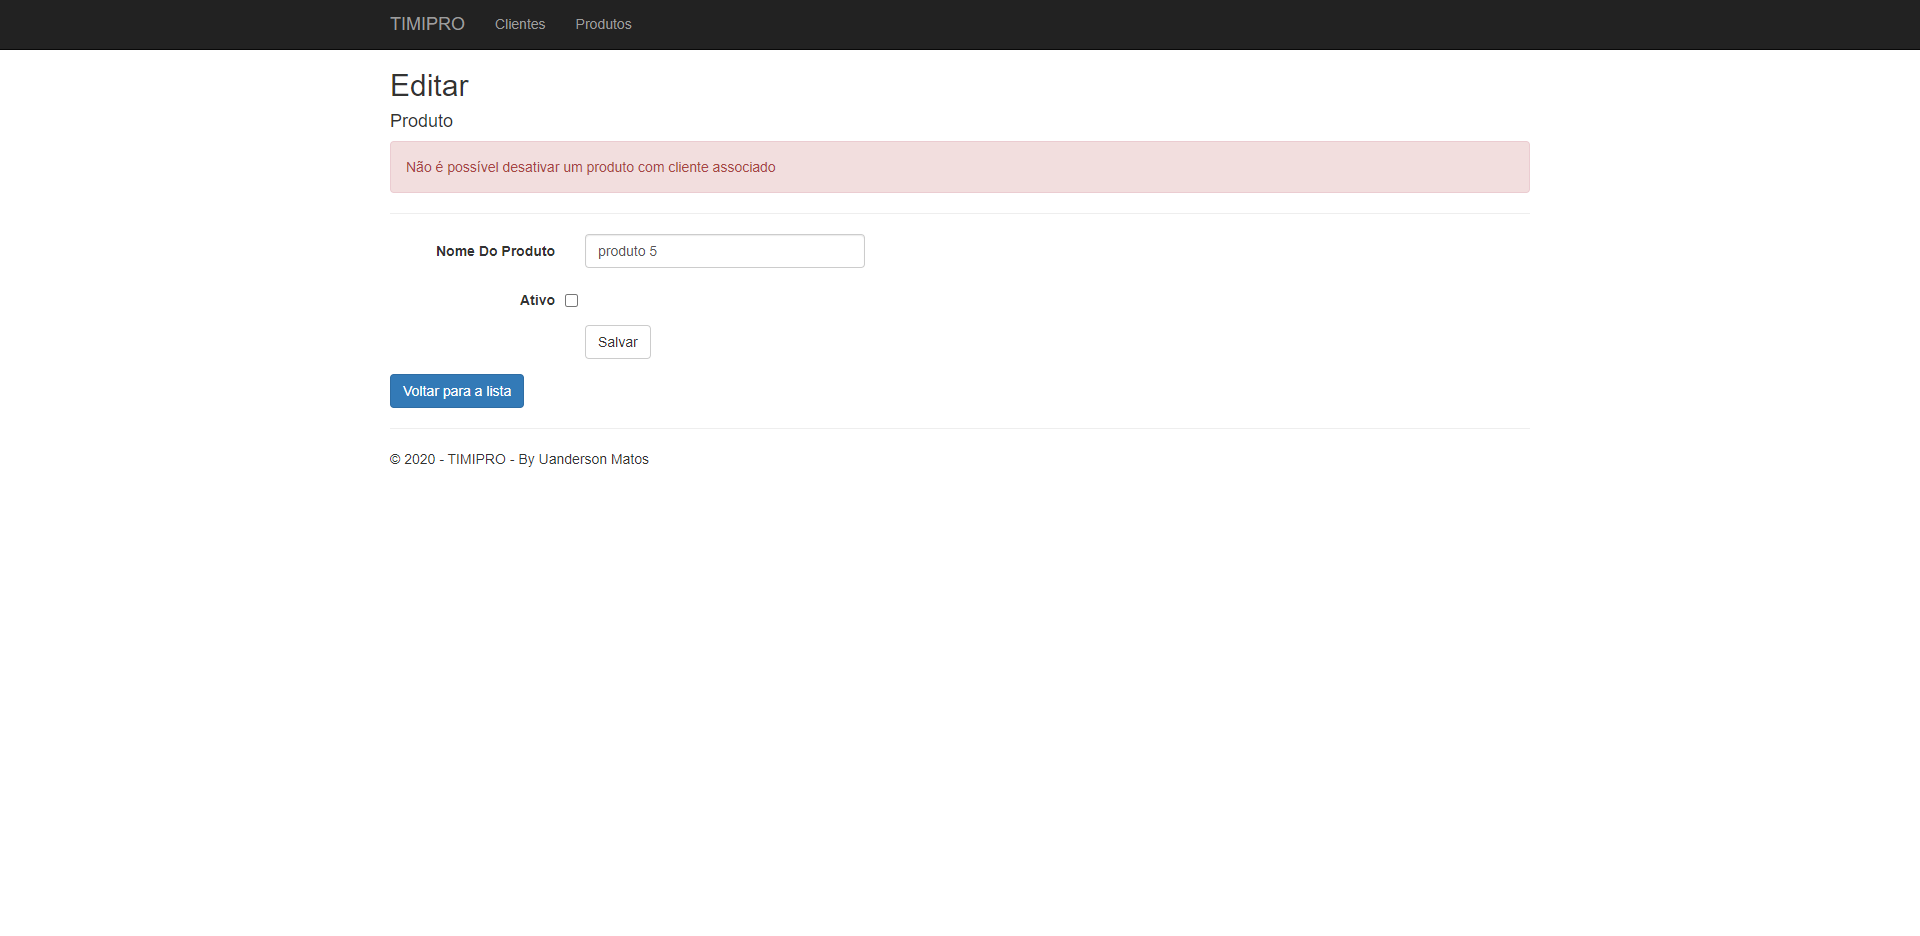 TIMIPRO Clientes Produtos
Editar
Produto
Não é possível desativar um produto com cliente associado
Nome Do Produto produto 5
Ativo
Salvar
Voltar para a lista
© 2020 - TIMIPRO - By Uanderson Matos